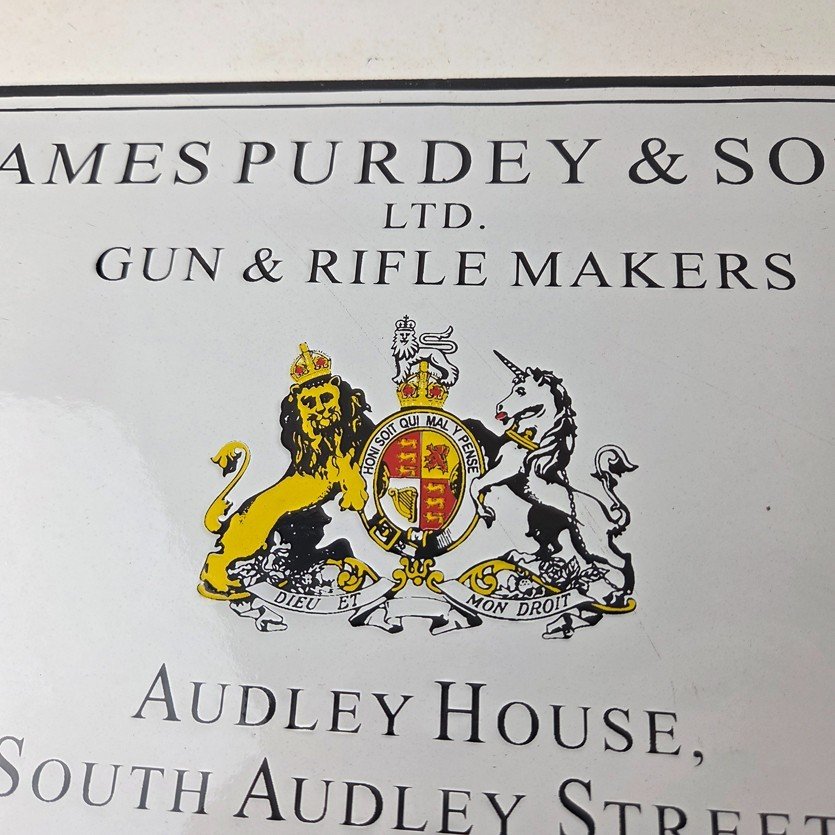 AMES PURDEY & SO
LTD.
GUN & RIFLE MAKERS
HONI SOIT QUI MAL Y PENSE
DIEU ET MON DROIT
AUDLEY HOUSE,
SOUTH AUDLEY STREET